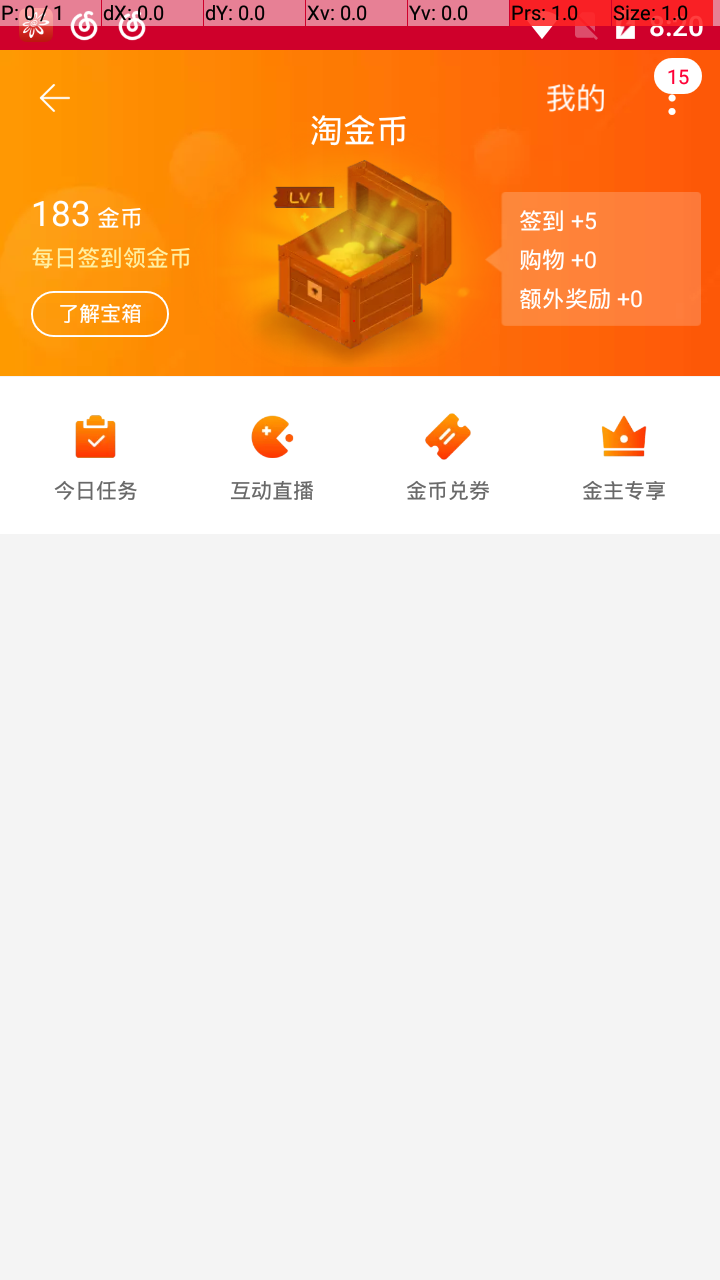 P: 0 / 1 dX: 0.0 dY: 0.0 Xv: 0.0 Yv: 0.0 Prs: 1.0 Size: 1.0
8:20
15
我的
淘金币
LV 1
183 金币
每日签到领金币
了解宝箱
签到 +5
购物 +0
额外奖励 +0
今日任务 互动直播 金币兑券 金主专享